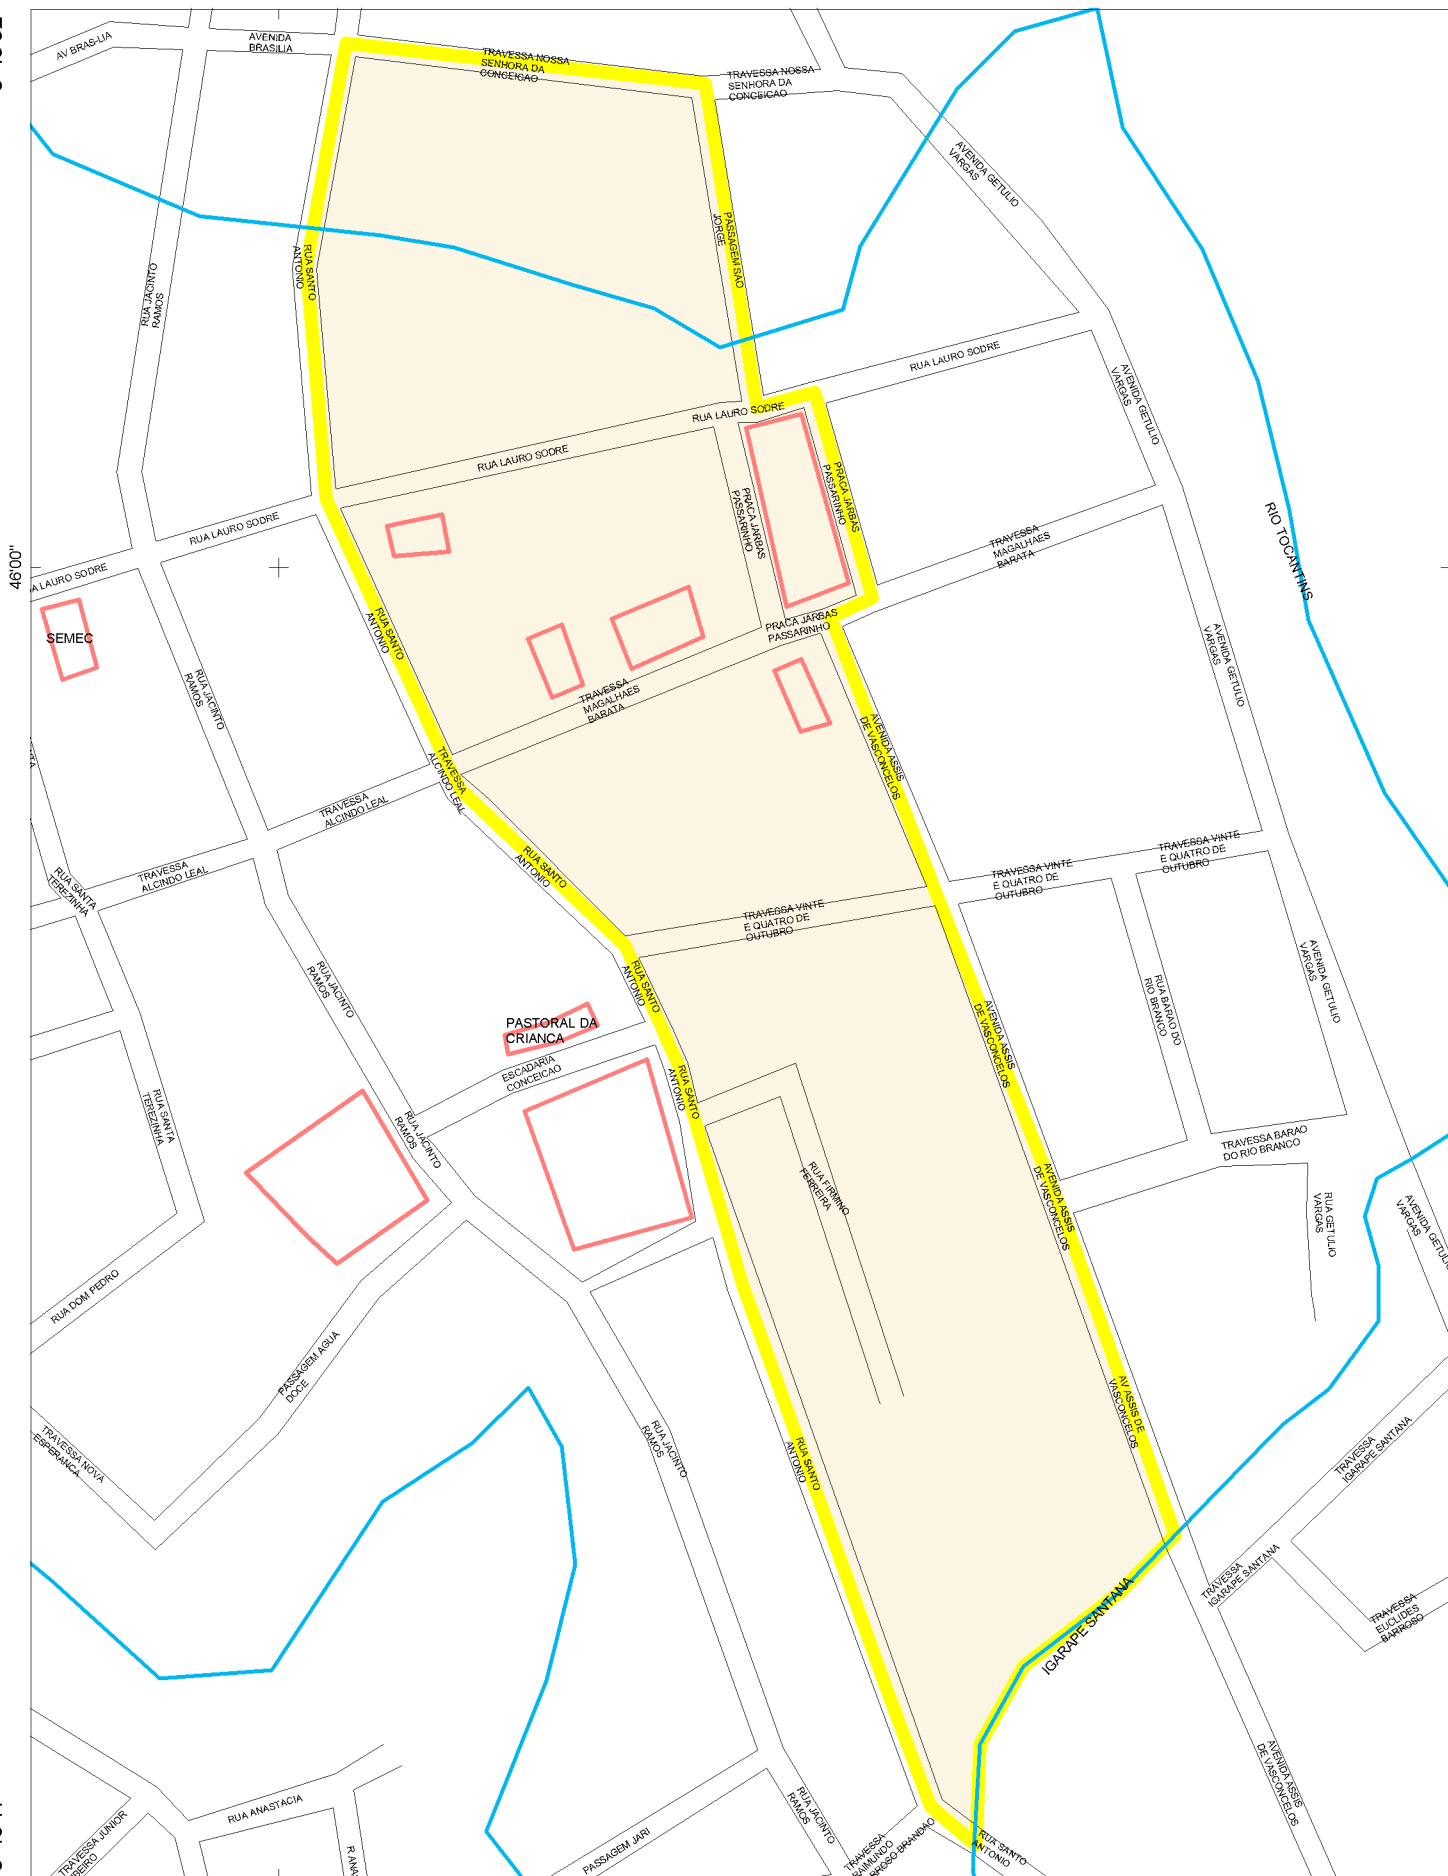 AV BRAS-LIA
AVENIDA
BRASILIA
TRAVESSA NOSSA
SENHORA DA
CONCEICAO
TRAVESSA NOSSA
SENHORA DA
CONCEICAO
AVENIDA GETULIO
VARGAS
RUA JACINTO
RAMOS
RUA SANTO
ANTONIO
PASSAGEM SAO
JORGE
RUA LAURO SODRE
AVENIDA GETULIO
VARGAS
RUA LAURO SODRE
RUA LAURO SODRE
RUA LAURO SODRE
LAURO SODRE
PRACA JARBAS
PASSARINHO
PRACA JARBAS
PASSARINHO
TRAVESSA
MAGALHAES
BARATA
RIO TOCANTINS
46'00"
SEMEC
RUA SANTO
ANTONIO
PRACA JARBAS
PASSARINHO
AVENIDA GETULIO
VARGAS
RUA JACINTO
RAMOS
TRAVESSA
MAGALHAES
BARATA
AVENIDA ASSIS
DE VASCONCELOS
TRAVESSA
ALCINDO LEAL
TRAVESSA
ALCINDO LEAL
TRAVESSA
ALCINDO LEAL
RUA SANTA
TEREZINHA
RUA SANTO
ANTONIO
TRAVESSA VINTE
E QUATRO DE
OUTUBRO
TRAVESSA VINTE
E QUATRO DE
OUTUBRO
TRAVESSA VINTE
E QUATRO DE
OUTUBRO
AVENIDA GETULIO
VARGAS
RUA JACINTO
RAMOS
RUA SANTO
ANTONIO
RUA BARAO DO
RIO BRANCO
AVENIDA ASSIS
DE VASCONCELOS
PASTORAL DA
CRIANCA
ESCADARIA
CONCEICAO
RUA SANTO
ANTONIO
RUA SANTA
TEREZINHA
RUA JACINTO
RAMOS
TRAVESSA BARAO
DO RIO BRANCO
RUA FIRMINO
FERREIRA
AVENIDA ASSIS
DE VASCONCELOS
RUA GETULIO
VARGAS
AVENIDA GETULIO
VARGAS
RUA DOM PEDRO
PASSAGEM AGUA
DOCE
AV ASSIS DE
VASCONCELOS
TRAVESSA NOVA
ESPERANCA
RUA JACINTO
RAMOS
RUA SANTO
ANTONIO
TRAVESSA
IGARAPE SANTANA
TRAVESSA
IGARAPE SANTANA
IGARAPE SANTANA
TRAVESSA
EUCLIDES
BARROSO
AVENIDA ASSIS
DE VASCONCELOS
RUA ANASTACIA
TRAVESSA JUNIOR
RUA JACINTO
RAMOS
PASSAGEM JARI
TRAVESSA
RUA SANTO
ANTONIO